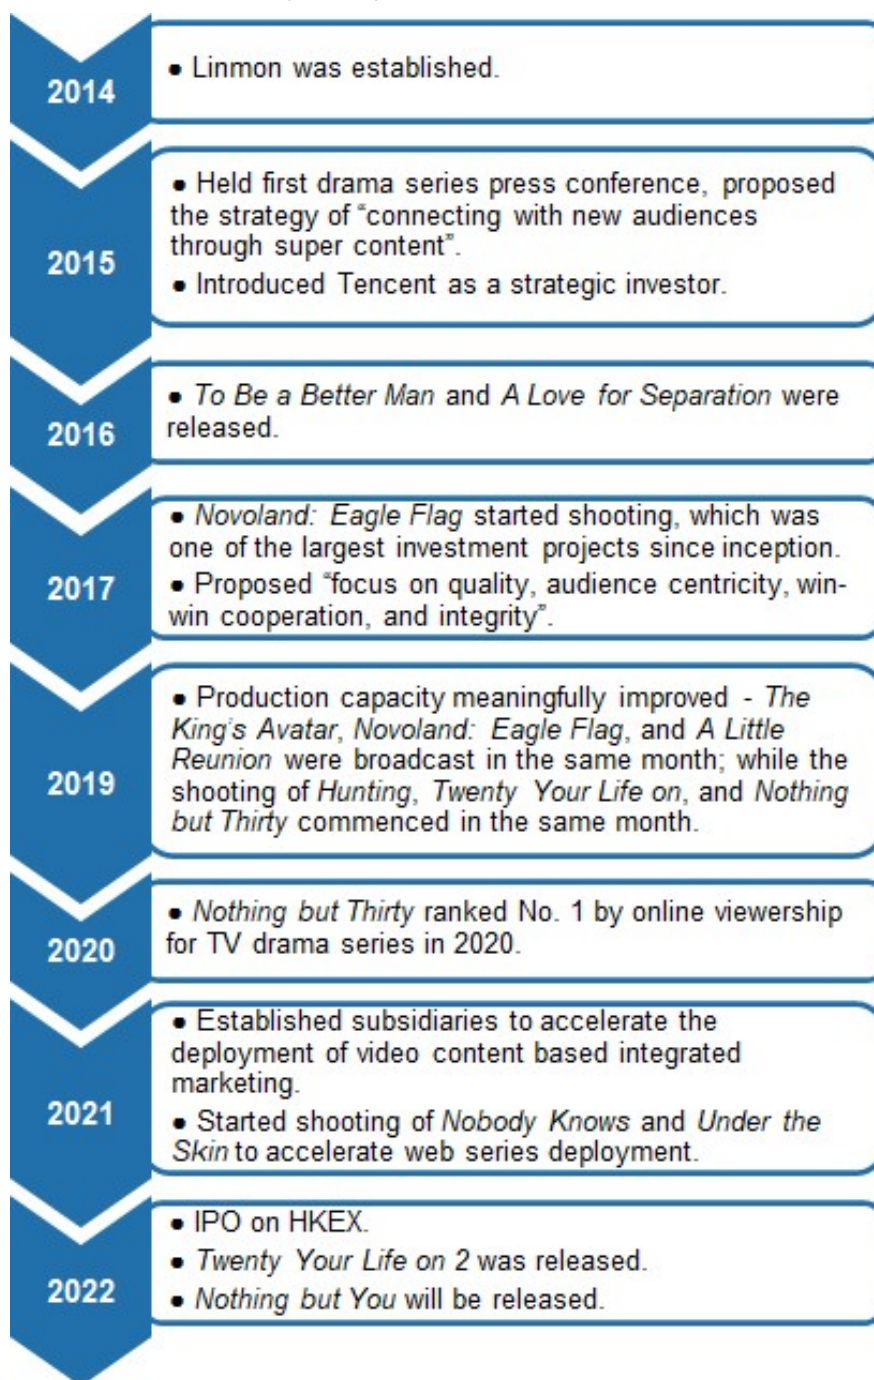 2014
● Linmon was established.
2015
● Held first drama series press conference, proposed
the strategy of “connecting with new audiences
through super content”.
● Introduced Tencent as a strategic investor.
2016
● To Be a Better Man and A Love for Separation were
released.
2017
● Novoland: Eagle Flag started shooting, which was
one of the largest investment projects since inception.
● Proposed “focus on quality, audience centricity, win-
win cooperation, and integrity”.
2019
● Production capacity meaningfully improved - The
King’s Avatar, Novoland: Eagle Flag, and A Little
Reunion were broadcast in the same month; while the
shooting of Hunting, Twenty Your Life on, and Nothing
but Thirty commenced in the same month.
2020
● Nothing but Thirty ranked No. 1 by online viewership
for TV drama series in 2020.
2021
● Established subsidiaries to accelerate the
deployment of video content based integrated
marketing.
● Started shooting of Nobody Knows and Under the
Skin to accelerate web series deployment.
2022
● IPO on HKEX.
● Twenty Your Life on 2 was released.
● Nothing but You will be released.